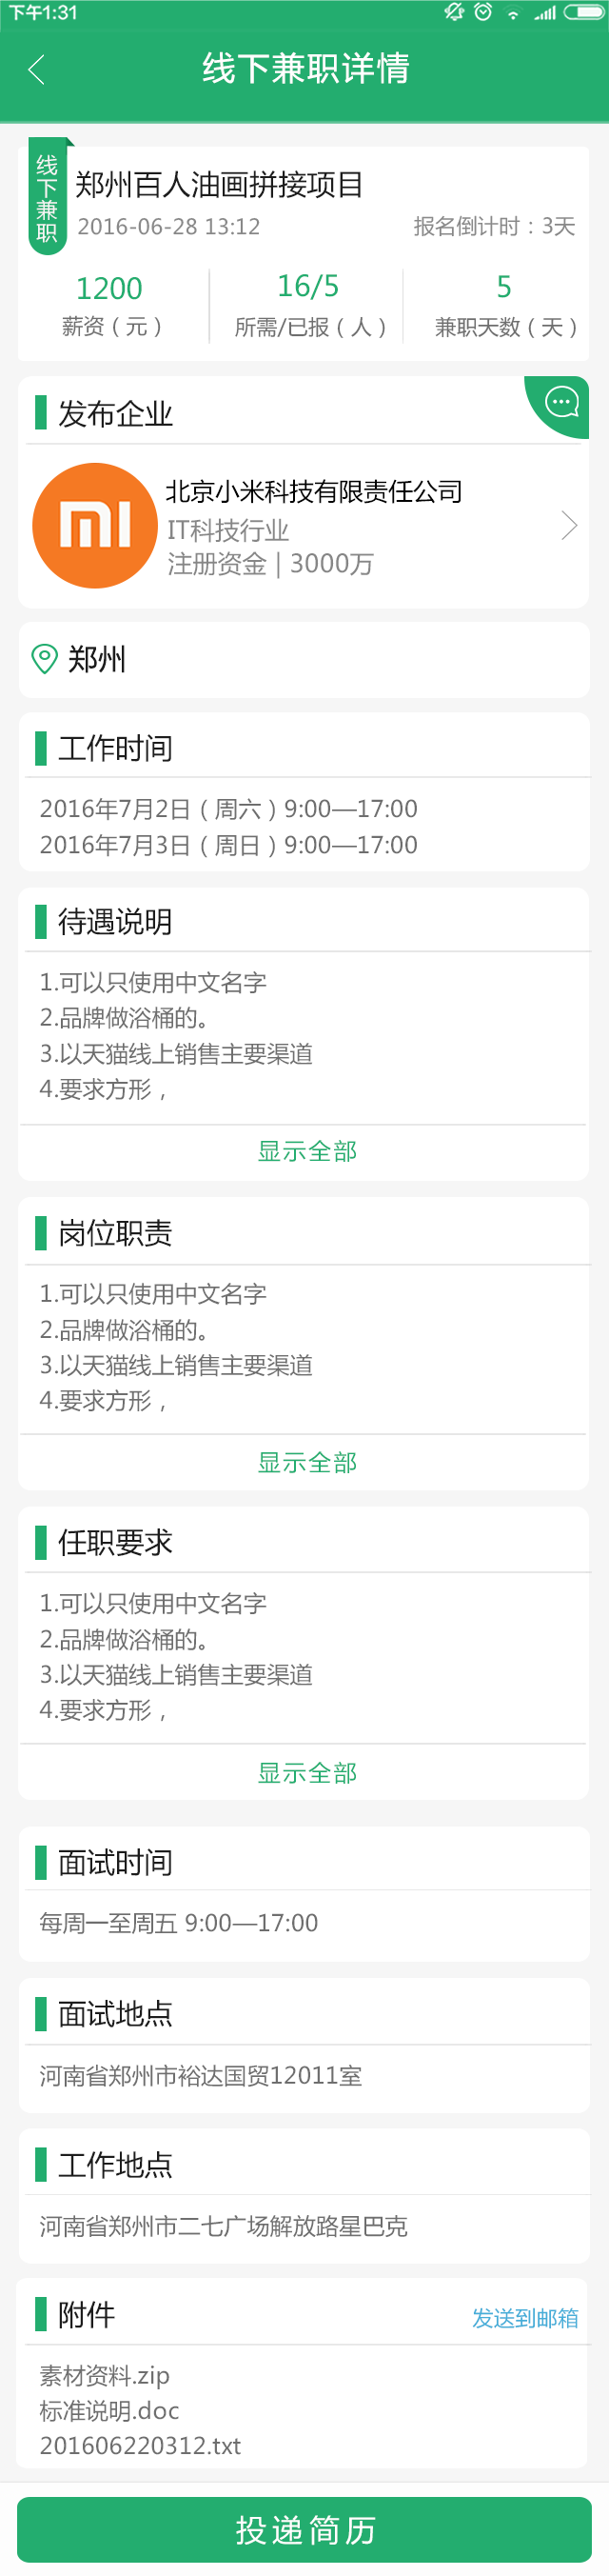 下午1:31
线下兼职详情
线下兼职
郑州百人油画拼接项目
2016-06-28 13:12 报名倒计时：3天
1200 16/5 5
薪资（元） 所需/已报（人） 兼职天数（天）
发布企业
北京小米科技有限责任公司
IT科技行业
注册资金 | 3000万
郑州
工作时间
2016年7月2日（周六）9:00—17:00
2016年7月3日（周日）9:00—17:00
待遇说明
1.可以只使用中文名字
2.品牌做浴桶的。
3.以天猫线上销售主要渠道
4.要求方形，
显示全部
岗位职责
1.可以只使用中文名字
2.品牌做浴桶的。
3.以天猫线上销售主要渠道
4.要求方形，
显示全部
任职要求
1.可以只使用中文名字
2.品牌做浴桶的。
3.以天猫线上销售主要渠道
4.要求方形，
显示全部
面试时间
每周一至周五 9:00—17:00
面试地点
河南省郑州市裕达国贸12011室
工作地点
河南省郑州市二七广场解放路星巴克
附件 发送到邮箱
素材资料.zip
标准说明.doc
201606220312.txt
投递简历